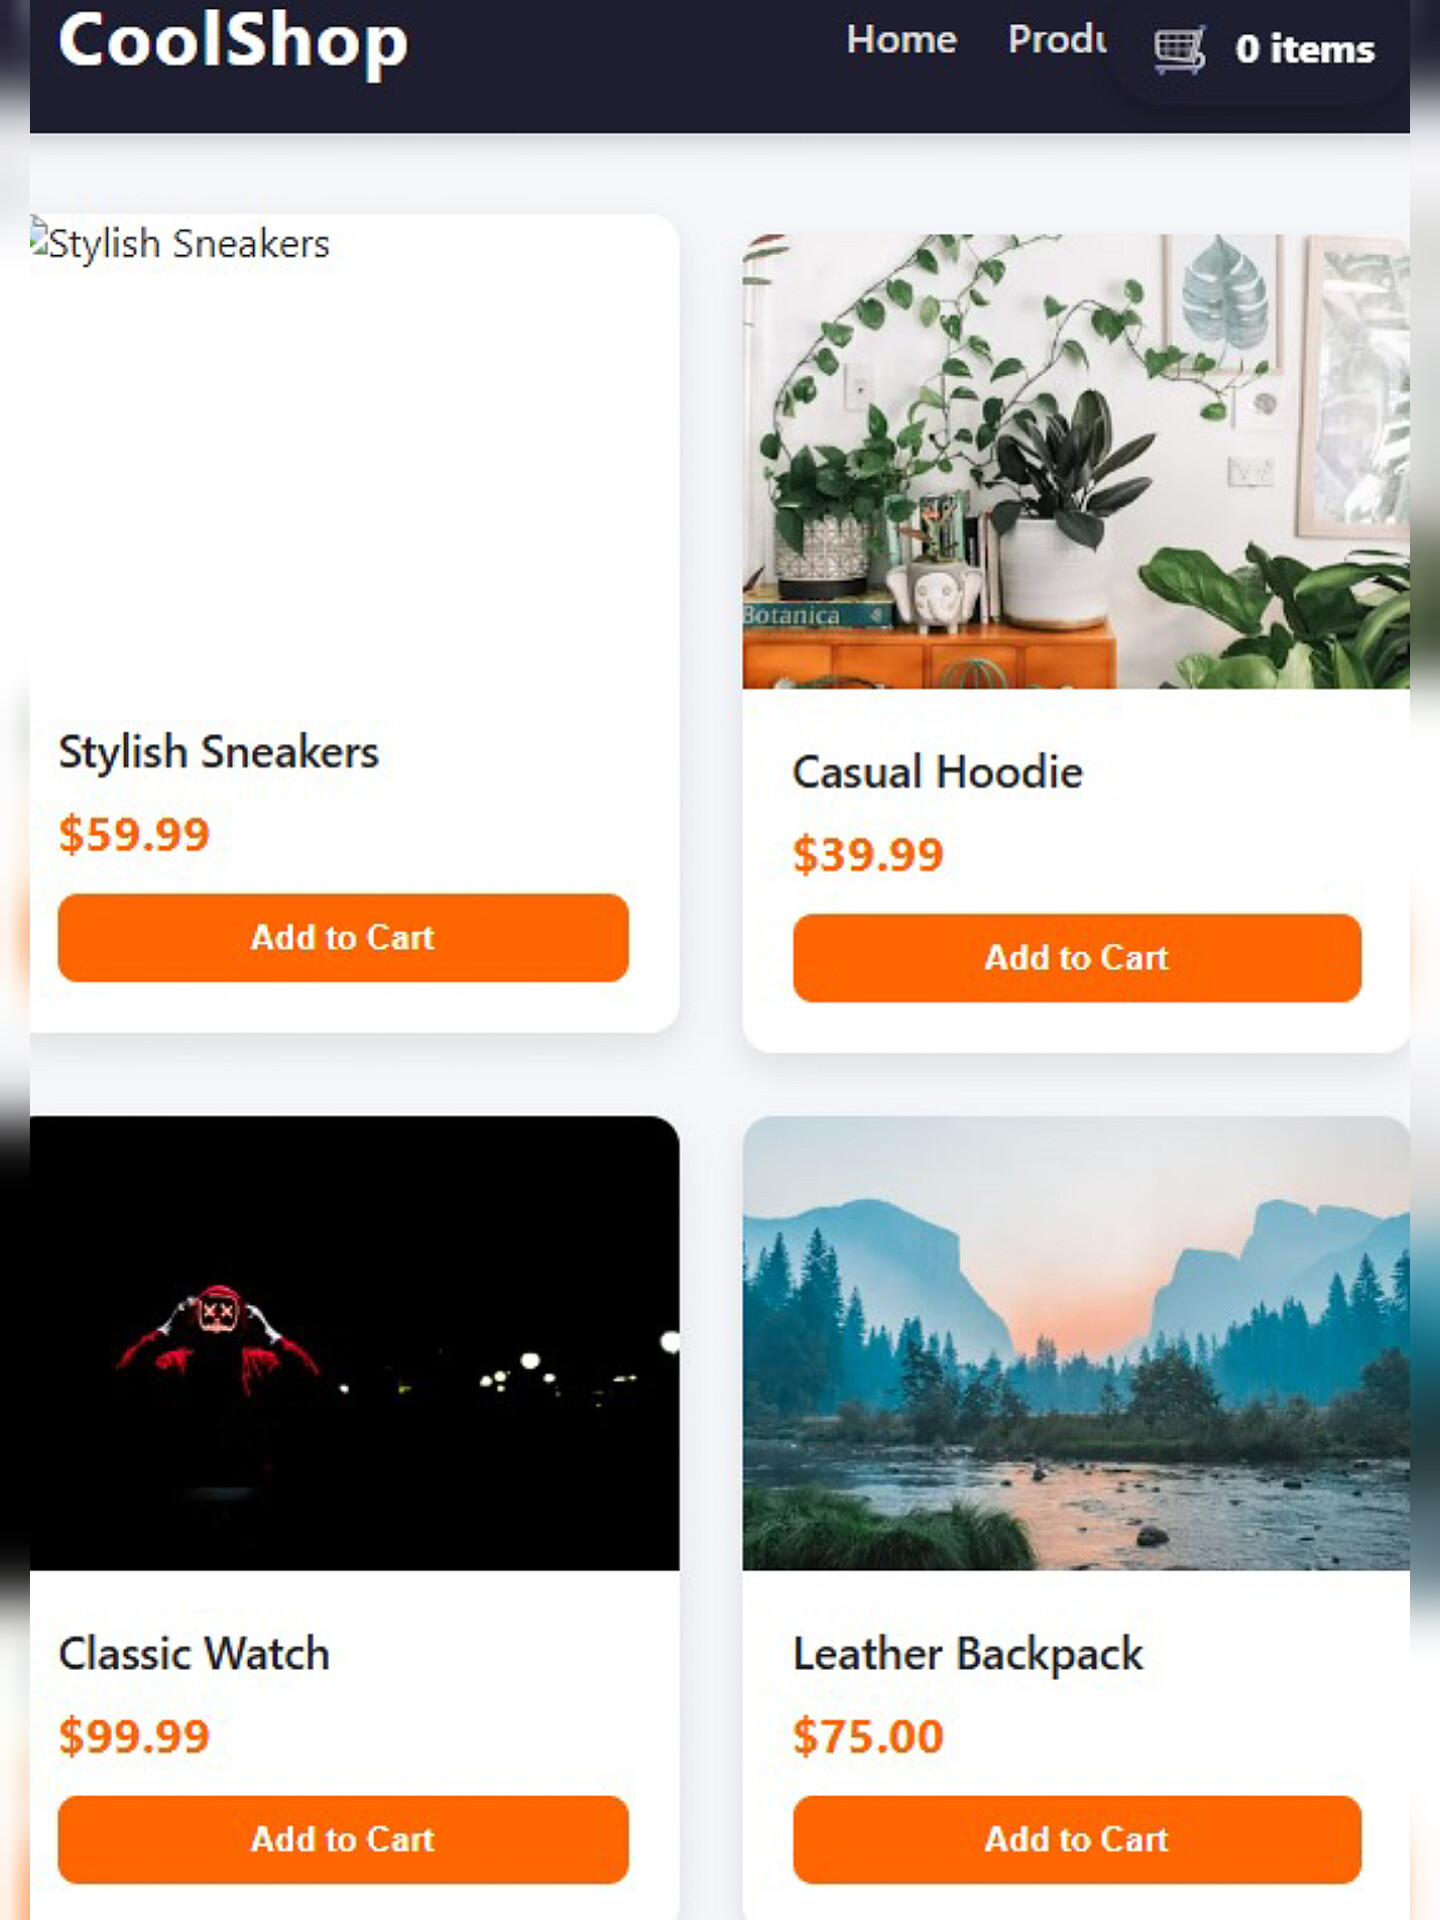 CoolShop
Home
Produ
0 items
Stylish Sneakers
Botanica
Stylish Sneakers
$59.99
Add to Cart
Casual Hoodie
$39.99
Add to Cart
Classic Watch
$99.99
Add to Cart
Leather Backpack
$75.00
Add to Cart